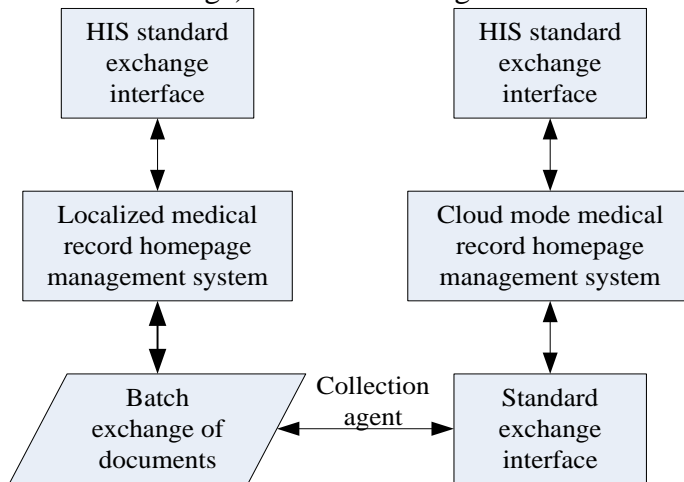 HIS standard
exchange
interface
HIS standard
exchange
interface
Localized medical
record homepage
management system
Cloud mode medical
record homepage
management system
Batch
exchange of
documents
Collection
agent
Standard
exchange
interface